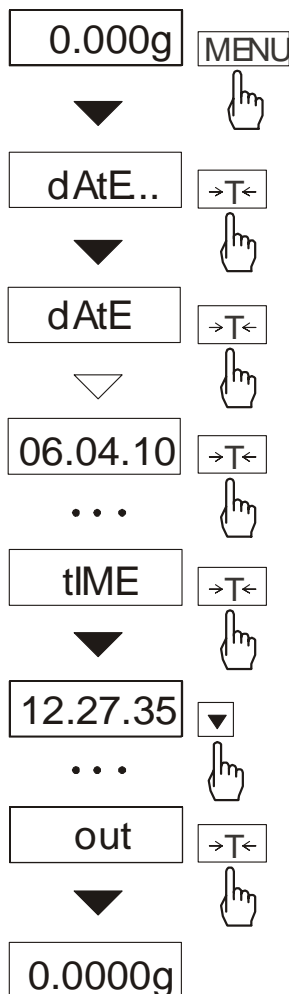 0.000g MENU
dAtE.. →T←
dAtE →T←
06.04.10 →T←
...
tIME →T←
12.27.35 ▼
...
out →T←
0.0000g